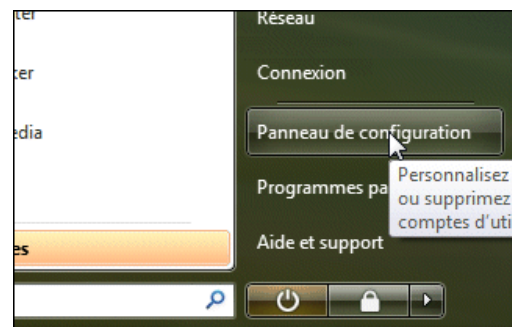 Réseau
Connexion
Panneau de configuration
Programmes pa
Personnalisez
ou supprimez
comptes d'uti
Aide et support